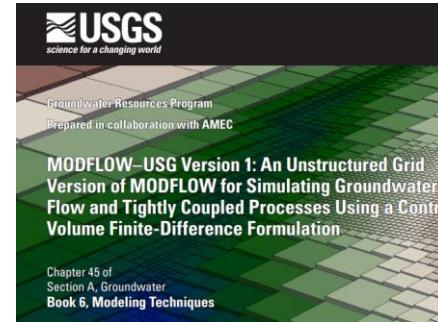 USGS
science for a changing world
Groundwater Resources Program
Prepared in collaboration with AMEC
MODFLOW–USG Version 1: An Unstructured Grid
Version of MODFLOW for Simulating Groundwater
Flow and Tightly Coupled Processes Using a Contr
Volume Finite-Difference Formulation
Chapter 45 of
Section A, Groundwater
Book 6, Modeling Techniques